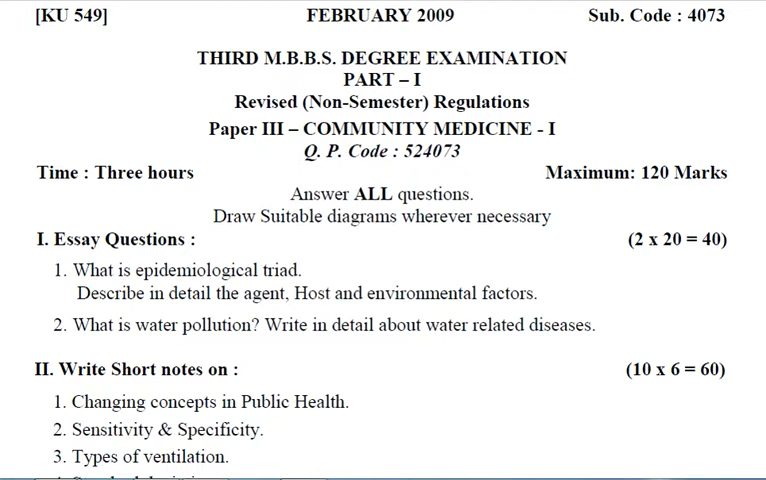 [KU 549] FEBRUARY 2009 Sub. Code : 4073
THIRD M.B.B.S. DEGREE EXAMINATION
PART – I
Revised (Non-Semester) Regulations
Paper III – COMMUNITY MEDICINE - I
Q. P. Code : 524073
Time : Three hours Maximum: 120 Marks
Answer ALL questions.
Draw Suitable diagrams wherever necessary
I. Essay Questions : (2 x 20 = 40)
1. What is epidemiological triad.
Describe in detail the agent, Host and environmental factors.
2. What is water pollution? Write in detail about water related diseases.
II. Write Short notes on : (10 x 6 = 60)
1. Changing concepts in Public Health.
2. Sensitivity & Specificity.
3. Types of ventilation.